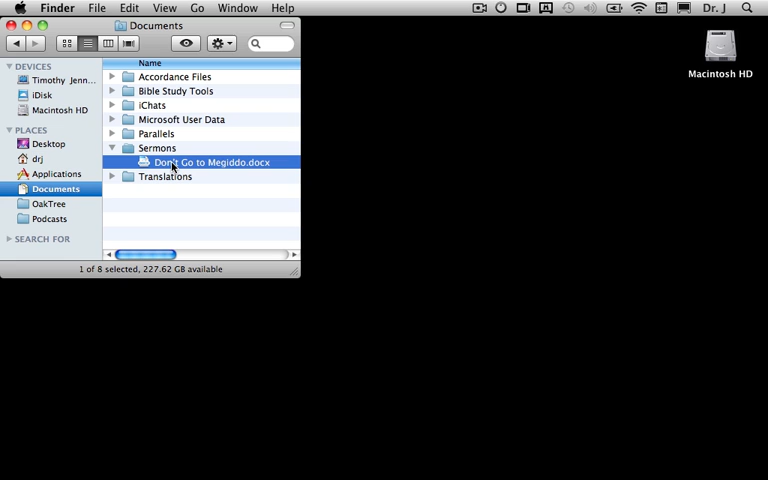 Finder File Edit View Go Window Help Dr. J
Documents
DEVICES
Timothy Jenn...
iDisk
Macintosh HD
PLACES
Desktop
drj
Applications
Documents
OakTree
Podcasts
SEARCH FOR
Name
Accordance Files
Bible Study Tools
iChats
Microsoft User Data
Parallels
Sermons
Don't Go to Megiddo.docx
Translations
1 of 8 selected, 227.62 GB available
Macintosh HD